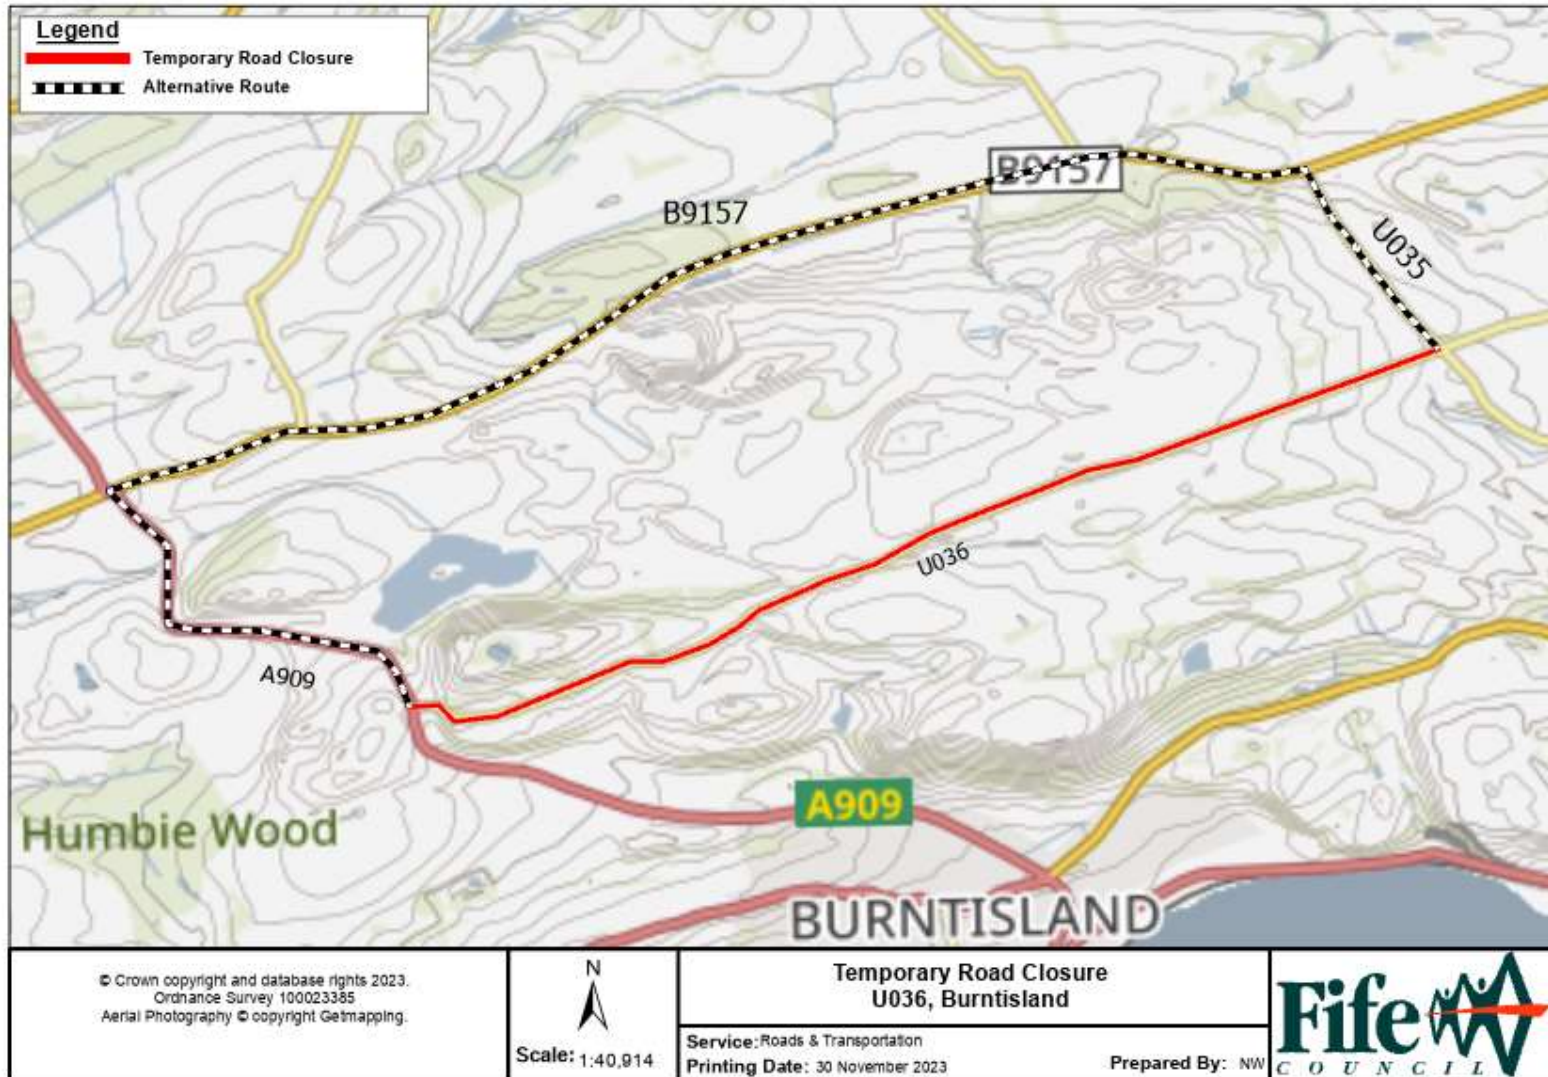 Legend
Temporary Road Closure
Alternative Route
B9157
B9157
U035
U036
A909
A909
Humbie Wood
BURNTISLAND
© Crown copyright and database rights 2023.
Ordnance Survey 100023385
Aerial Photography © copyright Getmapping.
N
Scale: 1:40,914
Temporary Road Closure
U036, Burntisland
Service: Roads & Transportation
Printing Date: 30 November 2023
Prepared By: NW
Fife
COUNCIL